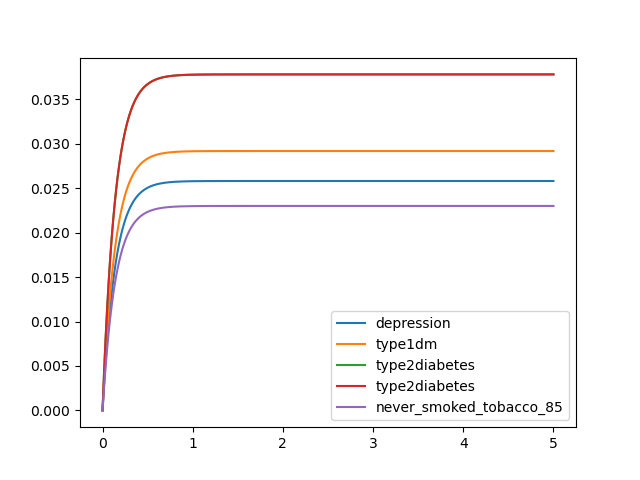 0.035
0.030
0.025
0.020
0.015
0.010
0.005
0.000
depression
type1dm
type2diabetes
type2diabetes
never_smoked_tobacco_85
0 1 2 3 4 5